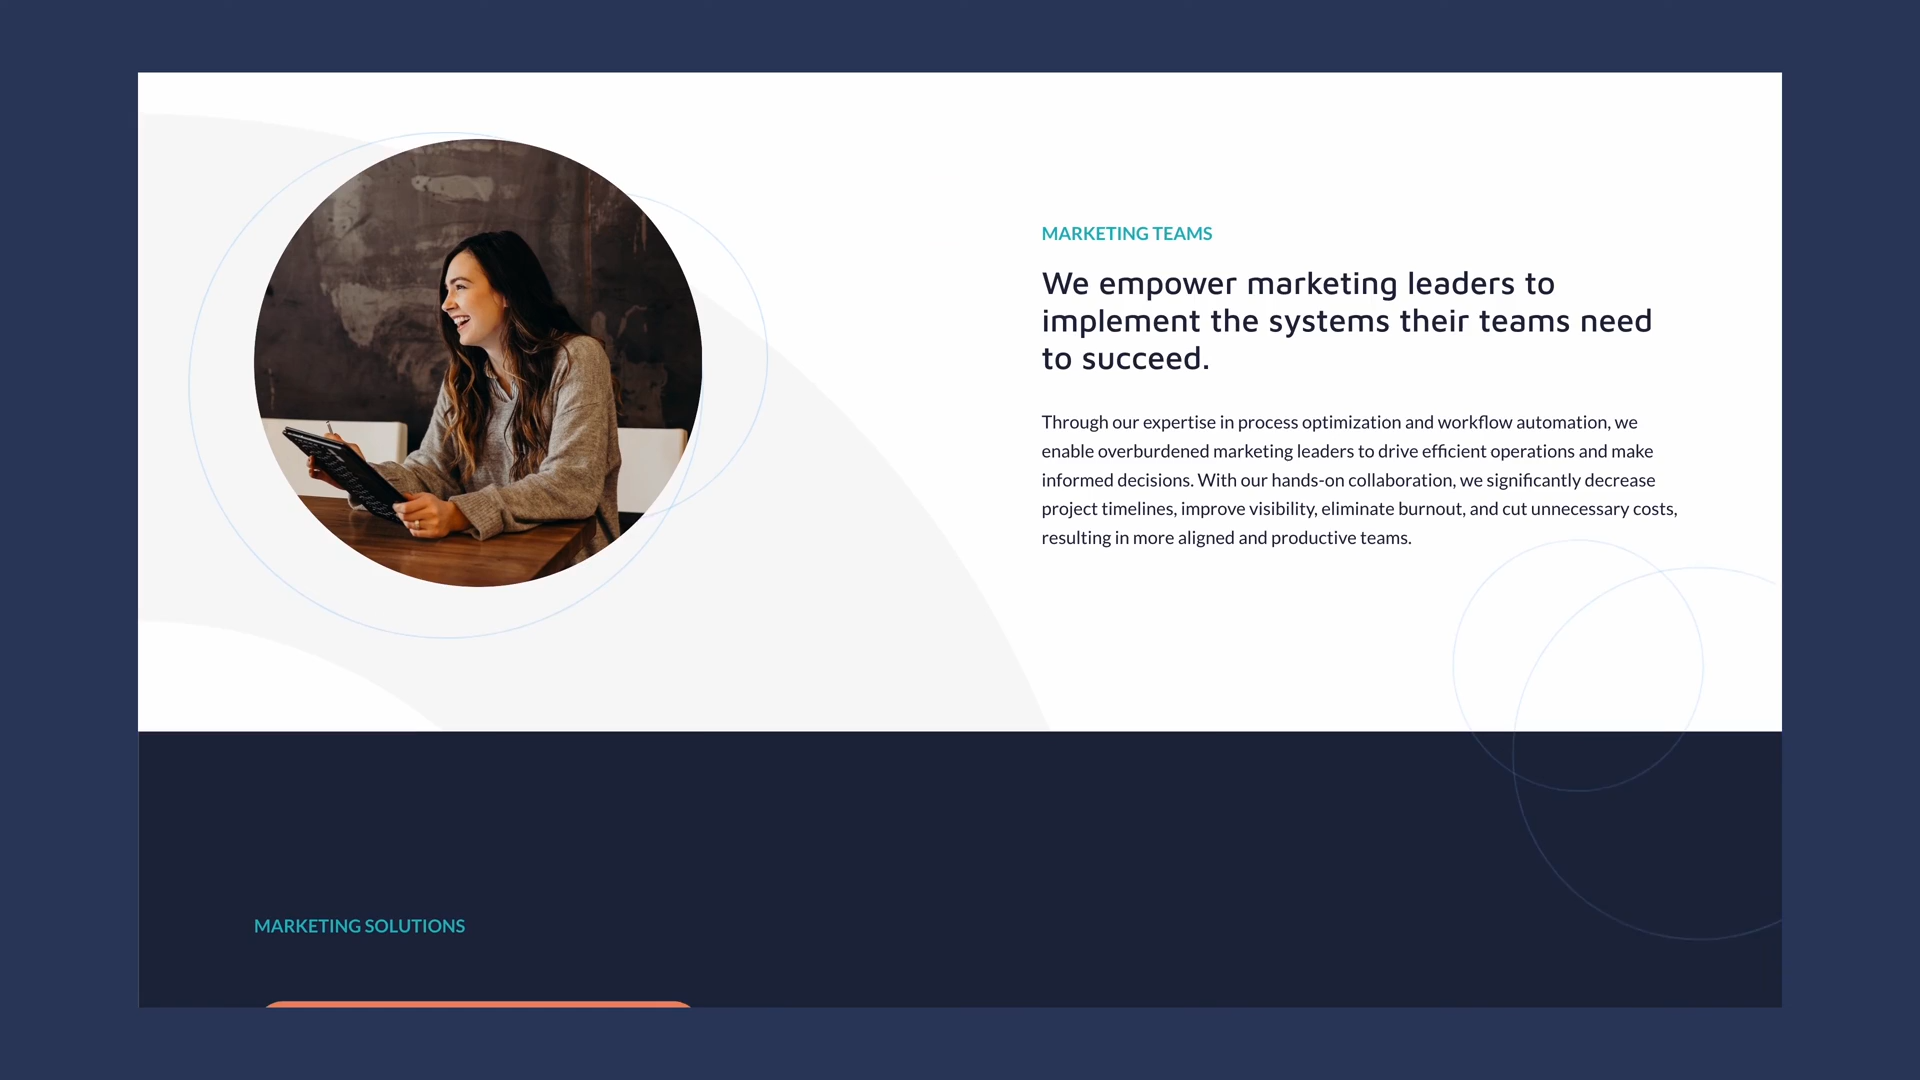 MARKETING TEAMS
We empower marketing leaders to
implement the systems their teams need
to succeed.
Through our expertise in process optimization and workflow automation, we
enable overburdened marketing leaders to drive efficient operations and make
informed decisions. With our hands-on collaboration, we significantly decrease
project timelines, improve visibility, eliminate burnout, and cut unnecessary costs,
resulting in more aligned and productive teams.
MARKETING SOLUTIONS